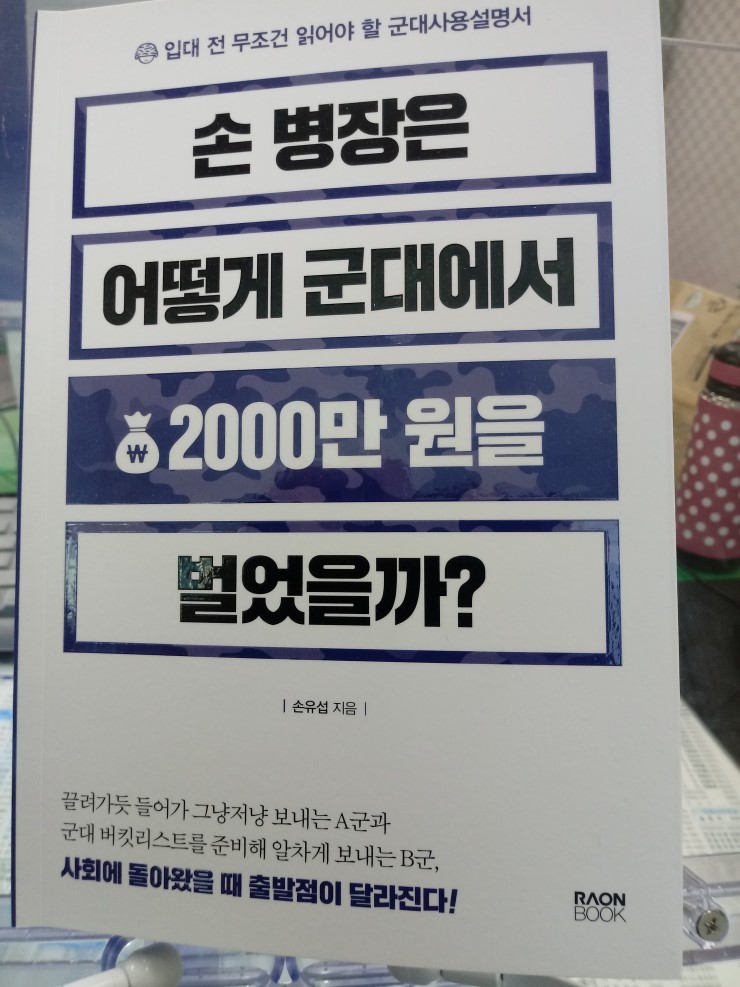 입대 전 무조건 읽어야 할 군대사용설명서
손 병장은
어떻게 군대에서
₩ 2000만 원을
벌었을까?
| 손유섭 지음 |
끌려가듯 들어가 그냥저냥 보내는 A군과
군대 버킷리스트를 준비해 알차게 보내는 B군,
사회에 돌아왔을 때 출발점이 달라진다!
RAON
BOOK